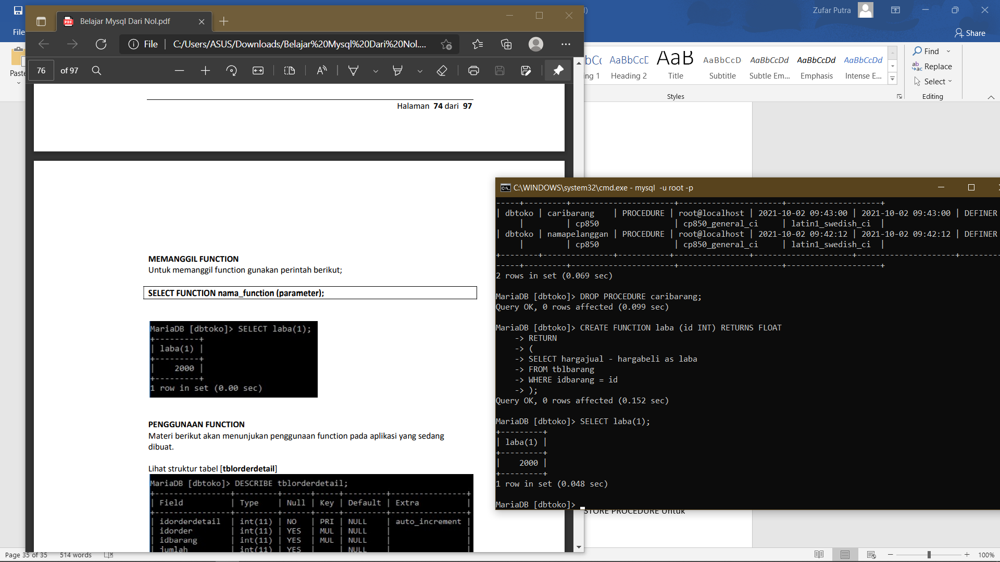 Zufar Putra
File
Share
Paste
Belajar Mysql Dari Nol.pdf
File
C:/Users/ASUS/Downloads/Belajar%20Mysql%20Dari%20Nol....
76 of 97
Halaman 74 dari 97
MEMANGGIL FUNCTION
Untuk memanggil function gunakan perintah berikut;
SELECT FUNCTION nama_function (parameter);
MariaDB [dbtoko]> SELECT laba(1);
+---------+
| laba(1) |
+---------+
|    2000 |
+---------+
1 row in set (0.00 sec)
PENGGUNAAN FUNCTION
Materi berikut akan menunjukan penggunaan function pada aplikasi yang sedang
dibuat.
Lihat struktur tabel [tblorderdetail]
MariaDB [dbtoko]> DESCRIBE tblorderdetail;
+---------------+---------+------+-----+---------+----------------+
| Field | Type | Null | Key | Default | Extra |
+---------------+---------+------+-----+---------+----------------+
| idorderdetail | int(11) | NO | PRI | NULL | auto_increment |
| idorder | int(11) | YES | MUL | NULL | |
| idbarang | int(11) | YES | MUL | NULL | |
| jumlah | int(11) | YES | | NULL |
AaBbCcI AaB AaBbCcD AaBbCcDd AaBbCcDd AaBbCcDd
ing 1 Heading 2 Title Subtitle Subtle Em... Emphasis Intense E...
Styles
Find
Replace
Select
Editing
C:\WINDOWS\system32\cmd.exe - mysql -u root -p
-----+---------+----------------------+----------------------+--------------------+
| dbtoko | caribarang | PROCEDURE | root@localhost | 2021-10-02 09:43:00 | 2021-10-02 09:43:00 | DEFINER
| | cp850 | cp850_general_ci | latin1_swedish_ci |
| dbtoko | namapelanggan | PROCEDURE | root@localhost | 2021-10-02 09:42:12 | 2021-10-02 09:42:12 | DEFINER
| | cp850 | cp850_general_ci | latin1_swedish_ci |
+--------+---------------+-----------+----------------+---------------------+---------------------+--------
-----+---------+----------------------+----------------------+--------------------+
2 rows in set (0.069 sec)
MariaDB [dbtoko]> DROP PROCEDURE caribarang;
Query OK, 0 rows affected (0.099 sec)
MariaDB [dbtoko]> CREATE FUNCTION laba (id INT) RETURNS FLOAT
-> RETURN
-> (
-> SELECT hargajual - hargabeli as laba
-> FROM tblbarang
-> WHERE idbarang = id
-> );
Query OK, 0 rows affected (0.152 sec)
MariaDB [dbtoko]> SELECT laba(1);
+---------+
| laba(1) |
+---------+
|    2000 |
+---------+
1 row in set (0.048 sec)
MariaDB [dbtoko]> _
STORE PROCEDURE Untuk
Page 35 of 35 514 words
100%